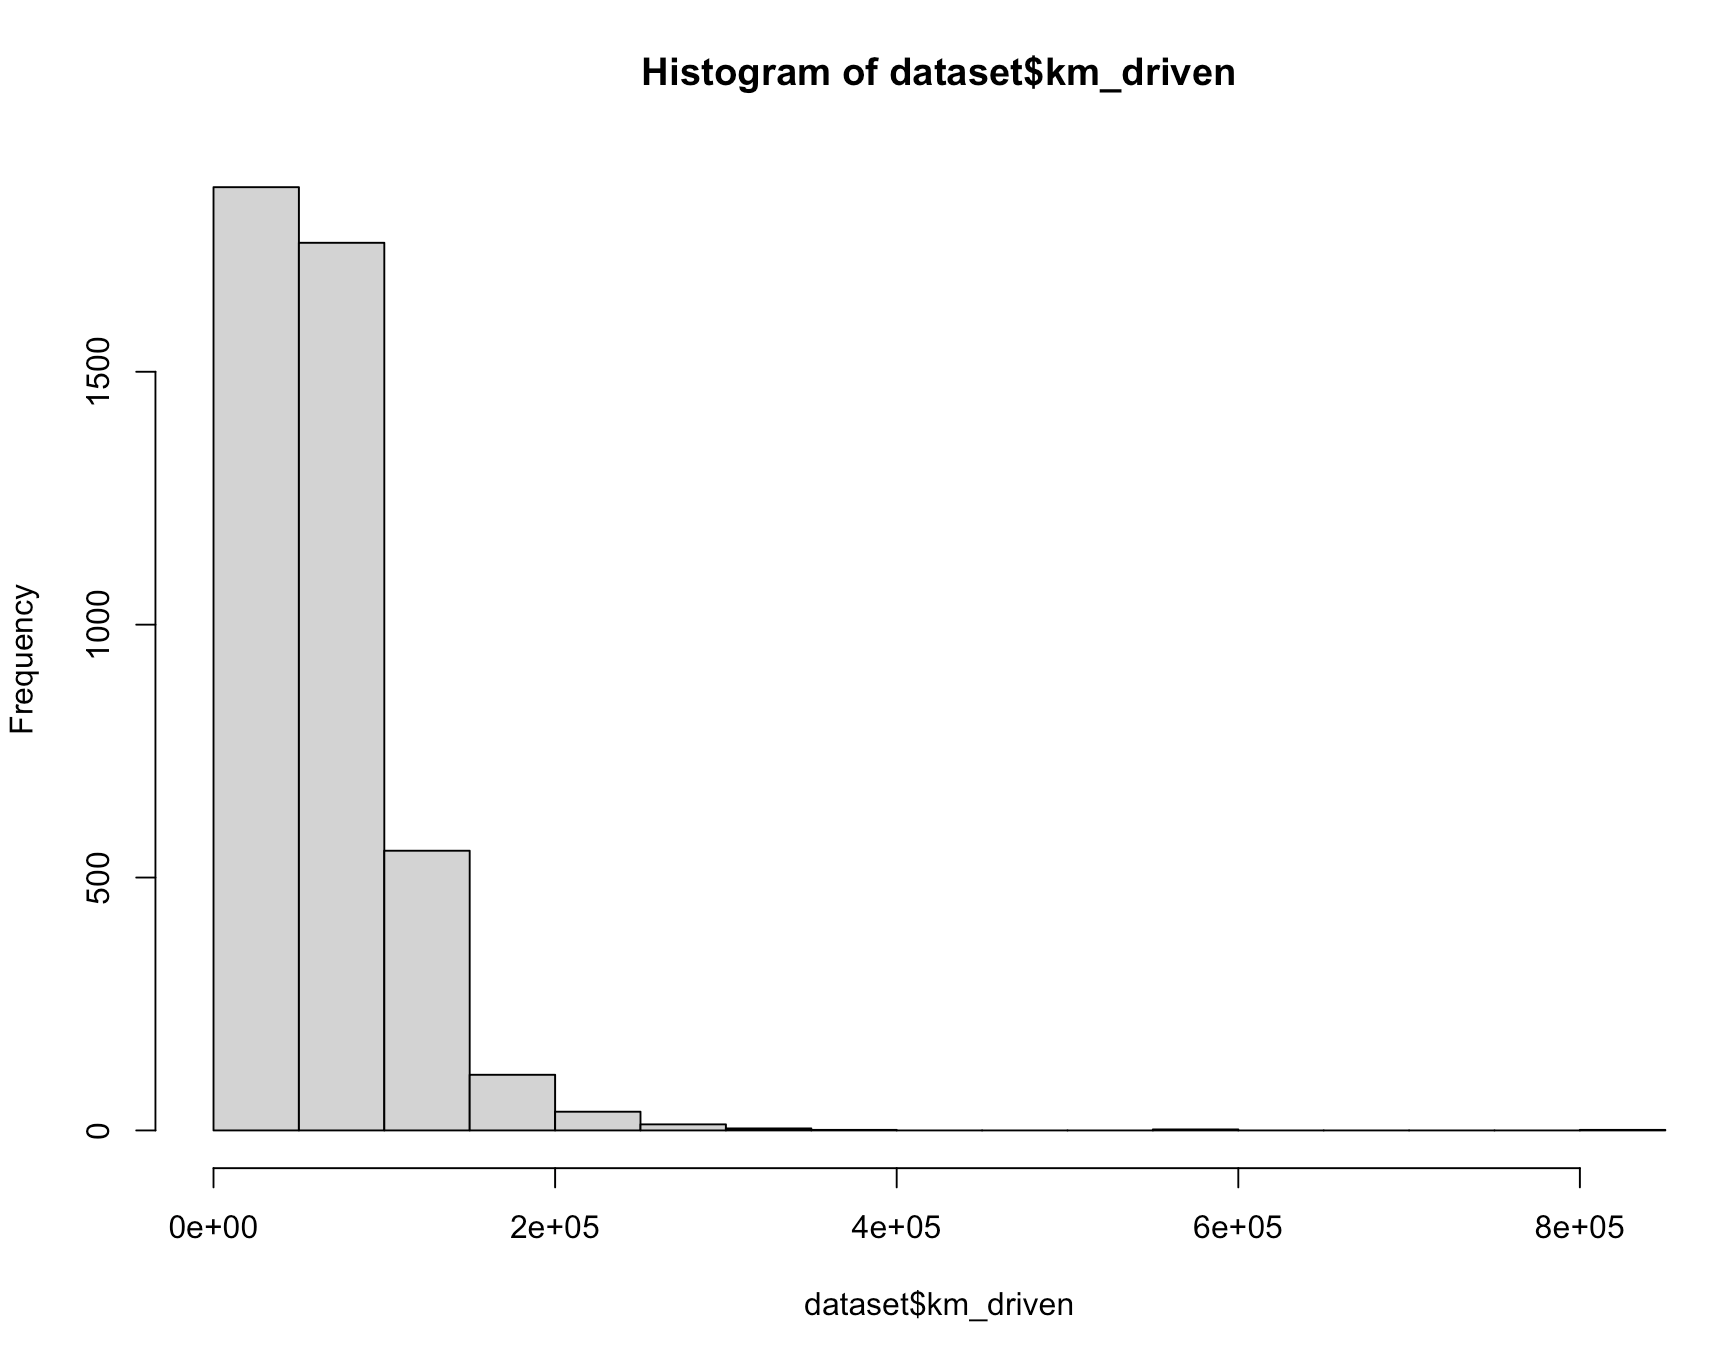 Histogram of dataset$km_driven
Frequency
1500
1000
500
0
0e+00 2e+05 4e+05 6e+05 8e+05
dataset$km_driven